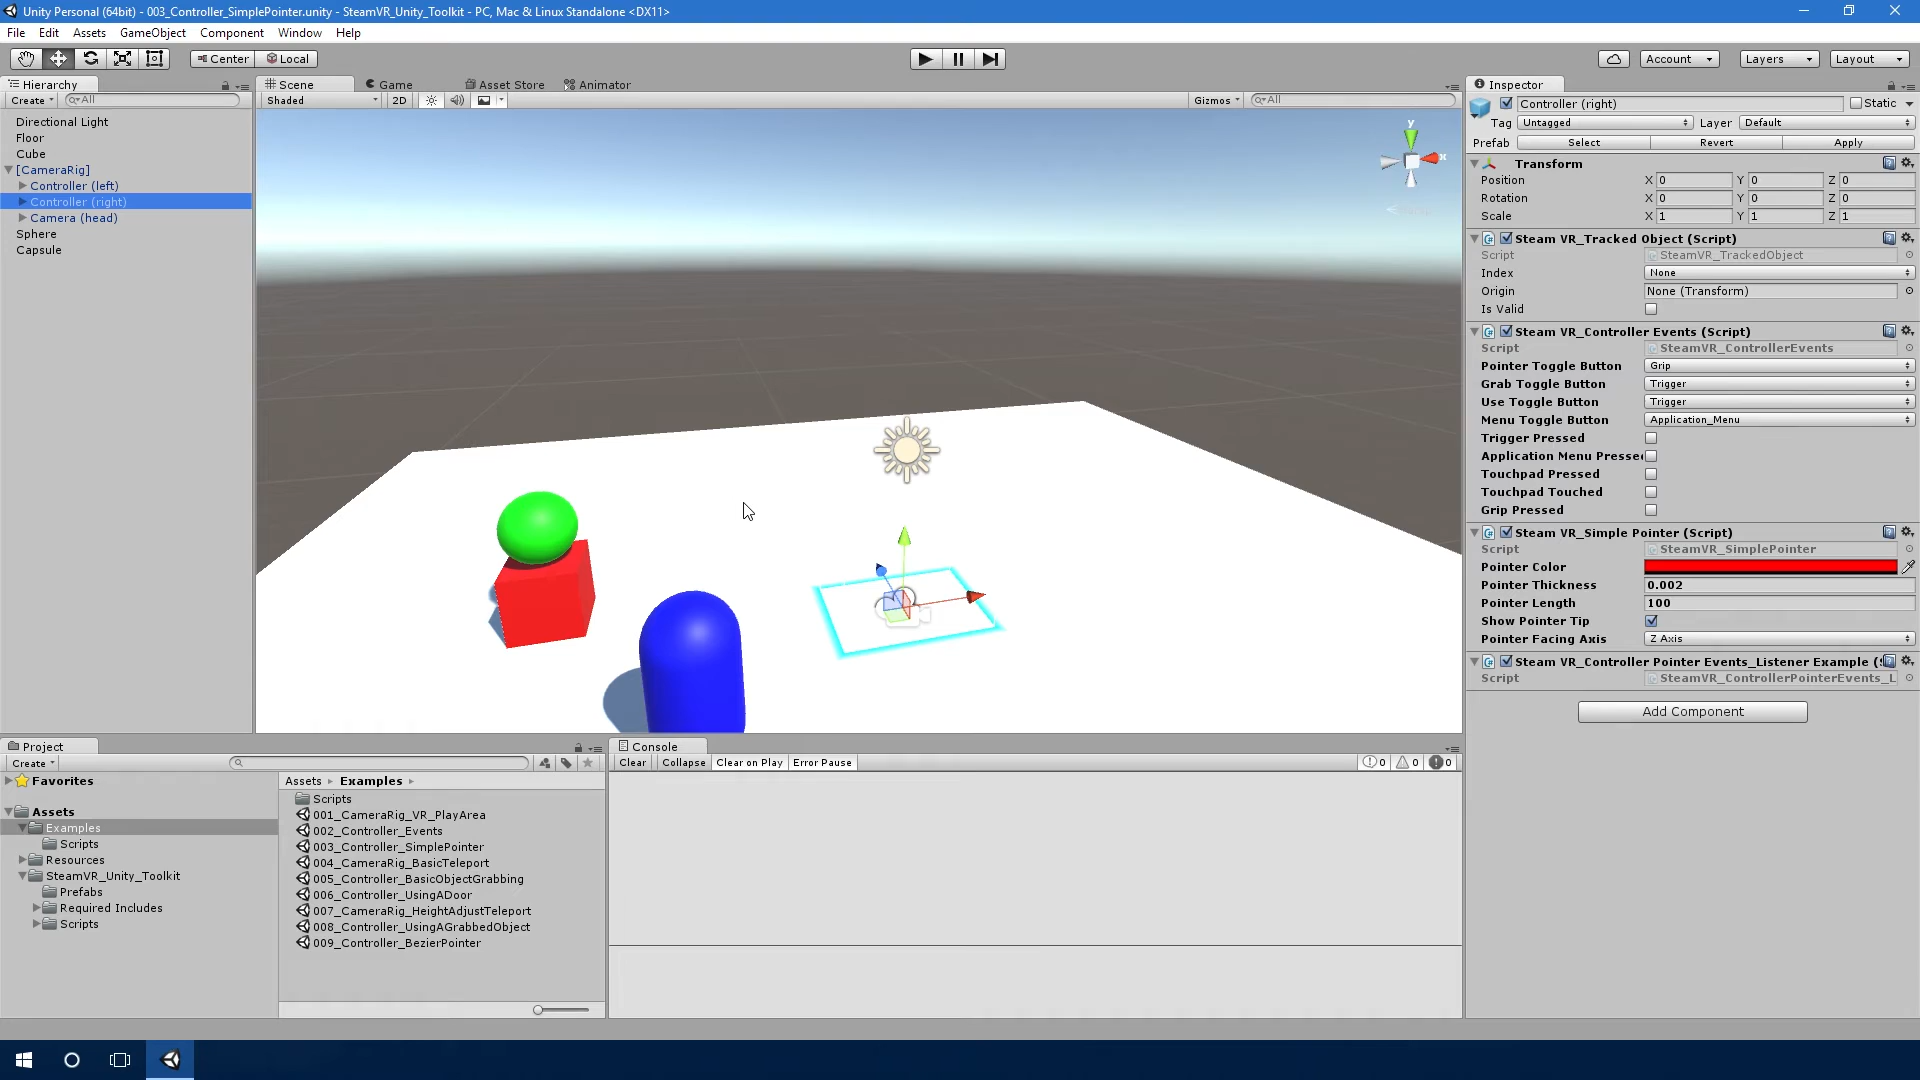 Unity Personal (64bit) - 003_Controller_SimplePointer.unity - SteamVR_Unity_Toolkit - PC, Mac & Linux Standalone <DX11>
File Edit Assets GameObject Component Window Help
Center Local Account Layers Layout
Hierarchy
Create All
Directional Light
Floor
Cube
[CameraRig]
Controller (left)
Controller (right)
Camera (head)
Sphere
Capsule
Scene Game Asset Store Animator
Shaded 2D Gizmos All
y
x
Inspector
Controller (right) Static
Tag Untagged Layer Default
Prefab Select Revert Apply
Transform
Position X 0 Y 0 Z 0
Rotation X 0 Y 0 Z 0
Scale X 1 Y 1 Z 1
Steam VR_Tracked Object (Script)
Script SteamVR_TrackedObject
Index None
Origin None (Transform)
Is Valid
Steam VR_Controller Events (Script)
Script SteamVR_ControllerEvents
Pointer Toggle Button Grip
Grab Toggle Button Trigger
Use Toggle Button Trigger
Menu Toggle Button Application_Menu
Trigger Pressed
Application Menu Presse
Touchpad Pressed
Touchpad Touched
Grip Pressed
Steam VR_Simple Pointer (Script)
Script SteamVR_SimplePointer
Pointer Color
Pointer Thickness 0.002
Pointer Length 100
Show Pointer Tip
Pointer Facing Axis Z Axis
Steam VR_Controller Pointer Events_Listener Example (
Script SteamVR_ControllerPointerEvents_L
Add Component
Project
Create
Favorites
Assets
Examples
Scripts
Resources
SteamVR_Unity_Toolkit
Prefabs
Required Includes
Scripts
Assets Examples
Scripts
001_CameraRig_VR_PlayArea
002_Controller_Events
003_Controller_SimplePointer
004_CameraRig_BasicTeleport
005_Controller_BasicObjectGrabbing
006_Controller_UsingADoor
007_CameraRig_HeightAdjustTeleport
008_Controller_UsingAGrabbedObject
009_Controller_BezierPointer
Console
Clear Collapse Clear on Play Error Pause 0 0 0